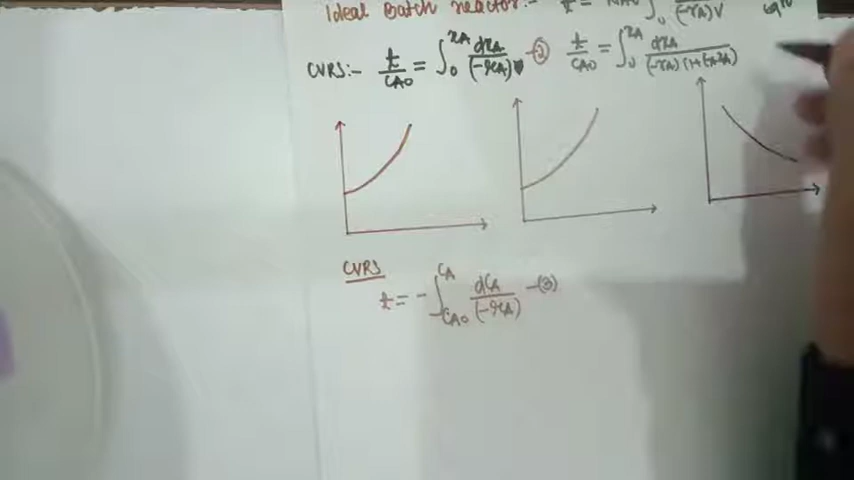 Ideal Batch reactor:- t = NA0 ∫₀ (-rA)V
CVRS:- t/CA0 = ∫₀^xA dxA/(-rA) -② t/CA0 = ∫₀^xA dxA/(-rA)(1+εAxA)
CVRS
t = - ∫_CA0^CA dCA/(-rA) -③